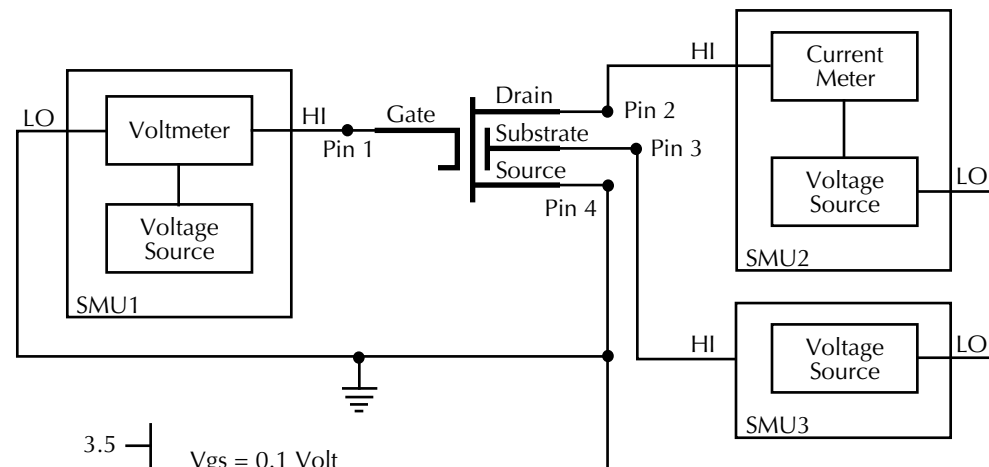 HI
Current
Meter
Drain
LO
Voltmeter
HI
Gate
Pin 2
Pin 1
Substrate
Pin 3
Source
Pin 4
Voltage
Source
LO
Voltage
Source
SMU2
SMU1
HI
Voltage
Source
LO
SMU3
3.5
Vgs = 0.1 Volt